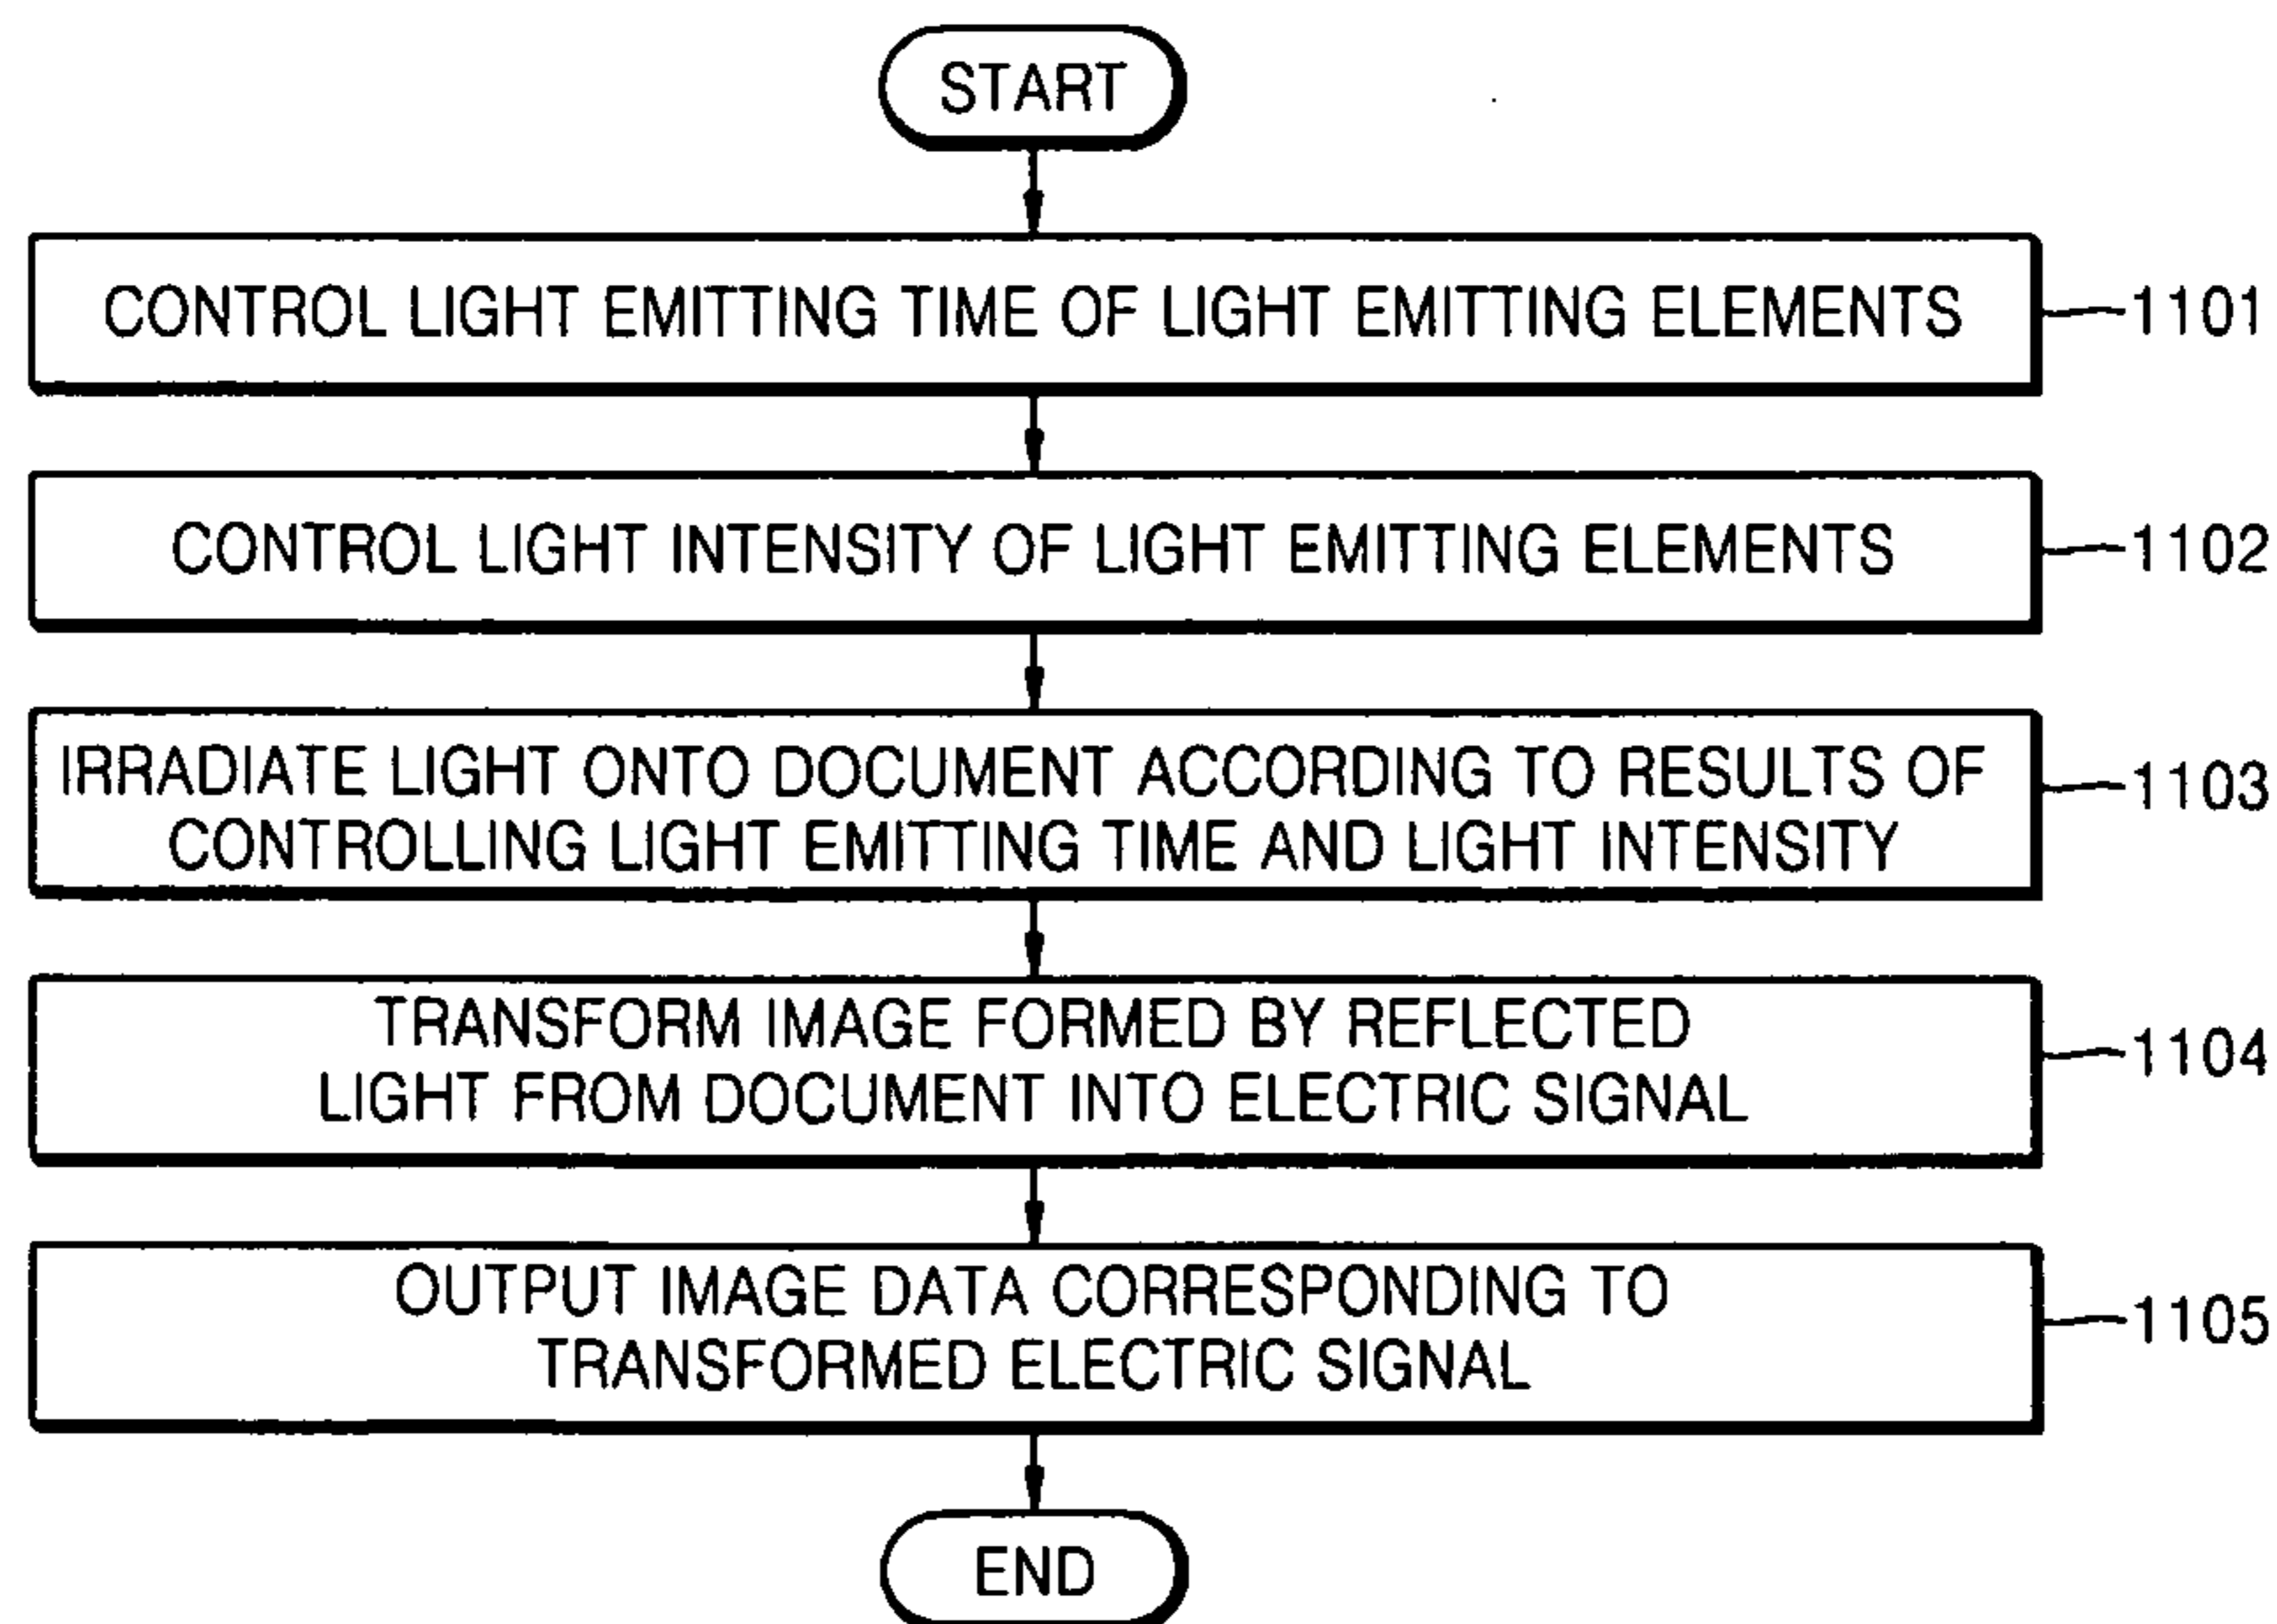 START
CONTROL LIGHT EMITTING TIME OF LIGHT EMITTING ELEMENTS
1101
CONTROL LIGHT INTENSITY OF LIGHT EMITTING ELEMENTS
1102
IRRADIATE LIGHT ONTO DOCUMENT ACCORDING TO RESULTS OF
CONTROLLING LIGHT EMITTING TIME AND LIGHT INTENSITY
1103
TRANSFORM IMAGE FORMED BY REFLECTED
LIGHT FROM DOCUMENT INTO ELECTRIC SIGNAL
1104
OUTPUT IMAGE DATA CORRESPONDING TO
TRANSFORMED ELECTRIC SIGNAL
1105
END